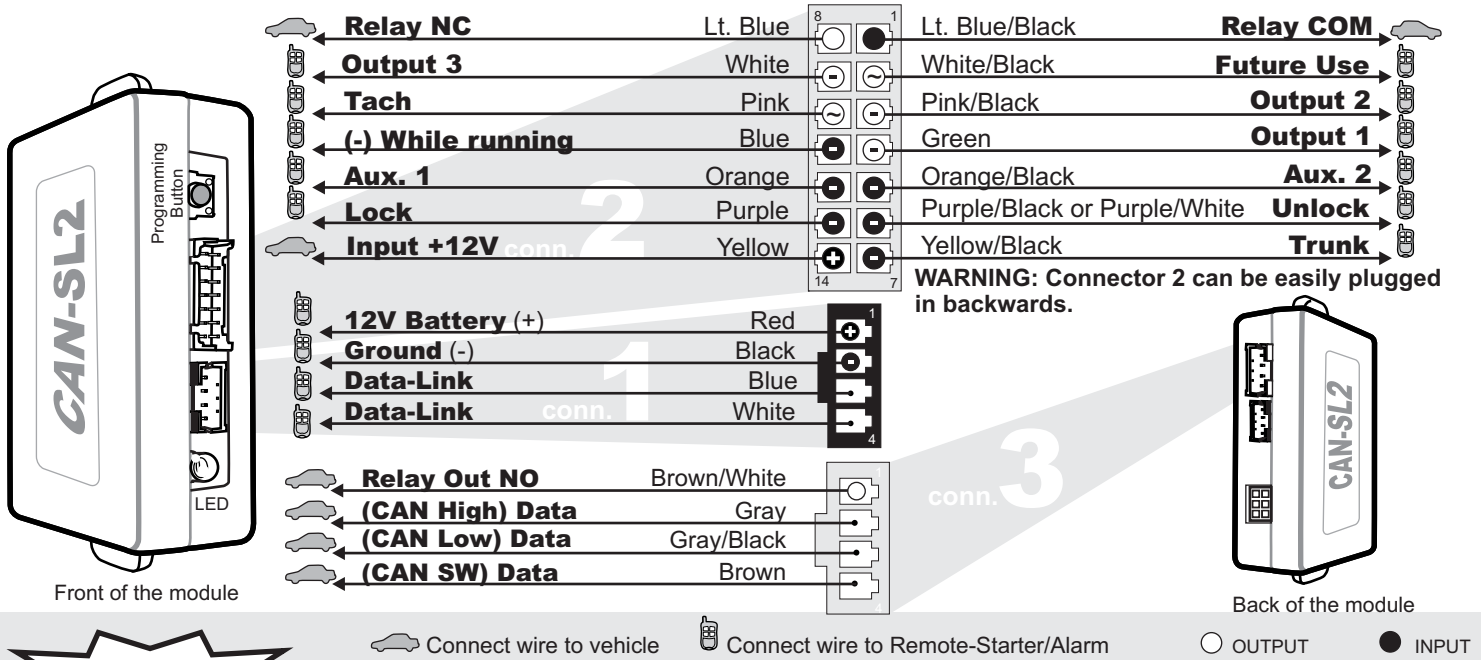 8 1
Relay NC Lt. Blue Lt. Blue/Black Relay COM
Output 3 White White/Black Future Use
Tach Pink Pink/Black Output 2
(-) While running Blue Green Output 1
Aux. 1 Orange Orange/Black Aux. 2
Lock Purple Purple/Black or Purple/White Unlock
Input +12V Yellow Yellow/Black Trunk
conn. 2
14 7
WARNING: Connector 2 can be easily plugged
in backwards.
Programming
Button
CAN-SL2
LED
Front of the module
12V Battery (+) Red 1
Ground (-) Black
Data-Link Blue
Data-Link White
conn. 1
4
Relay Out NO Brown/White 1
(CAN High) Data Gray
(CAN Low) Data Gray/Black
(CAN SW) Data Brown
4
conn. 3
CAN-SL2
Back of the module
Connect wire to vehicle Connect wire to Remote-Starter/Alarm OUTPUT INPUT